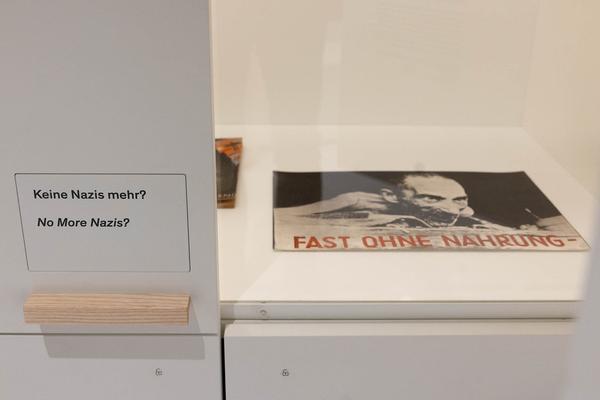 Keine Nazis mehr?
No More Nazis?
FAST OHNE NAHRUNG-